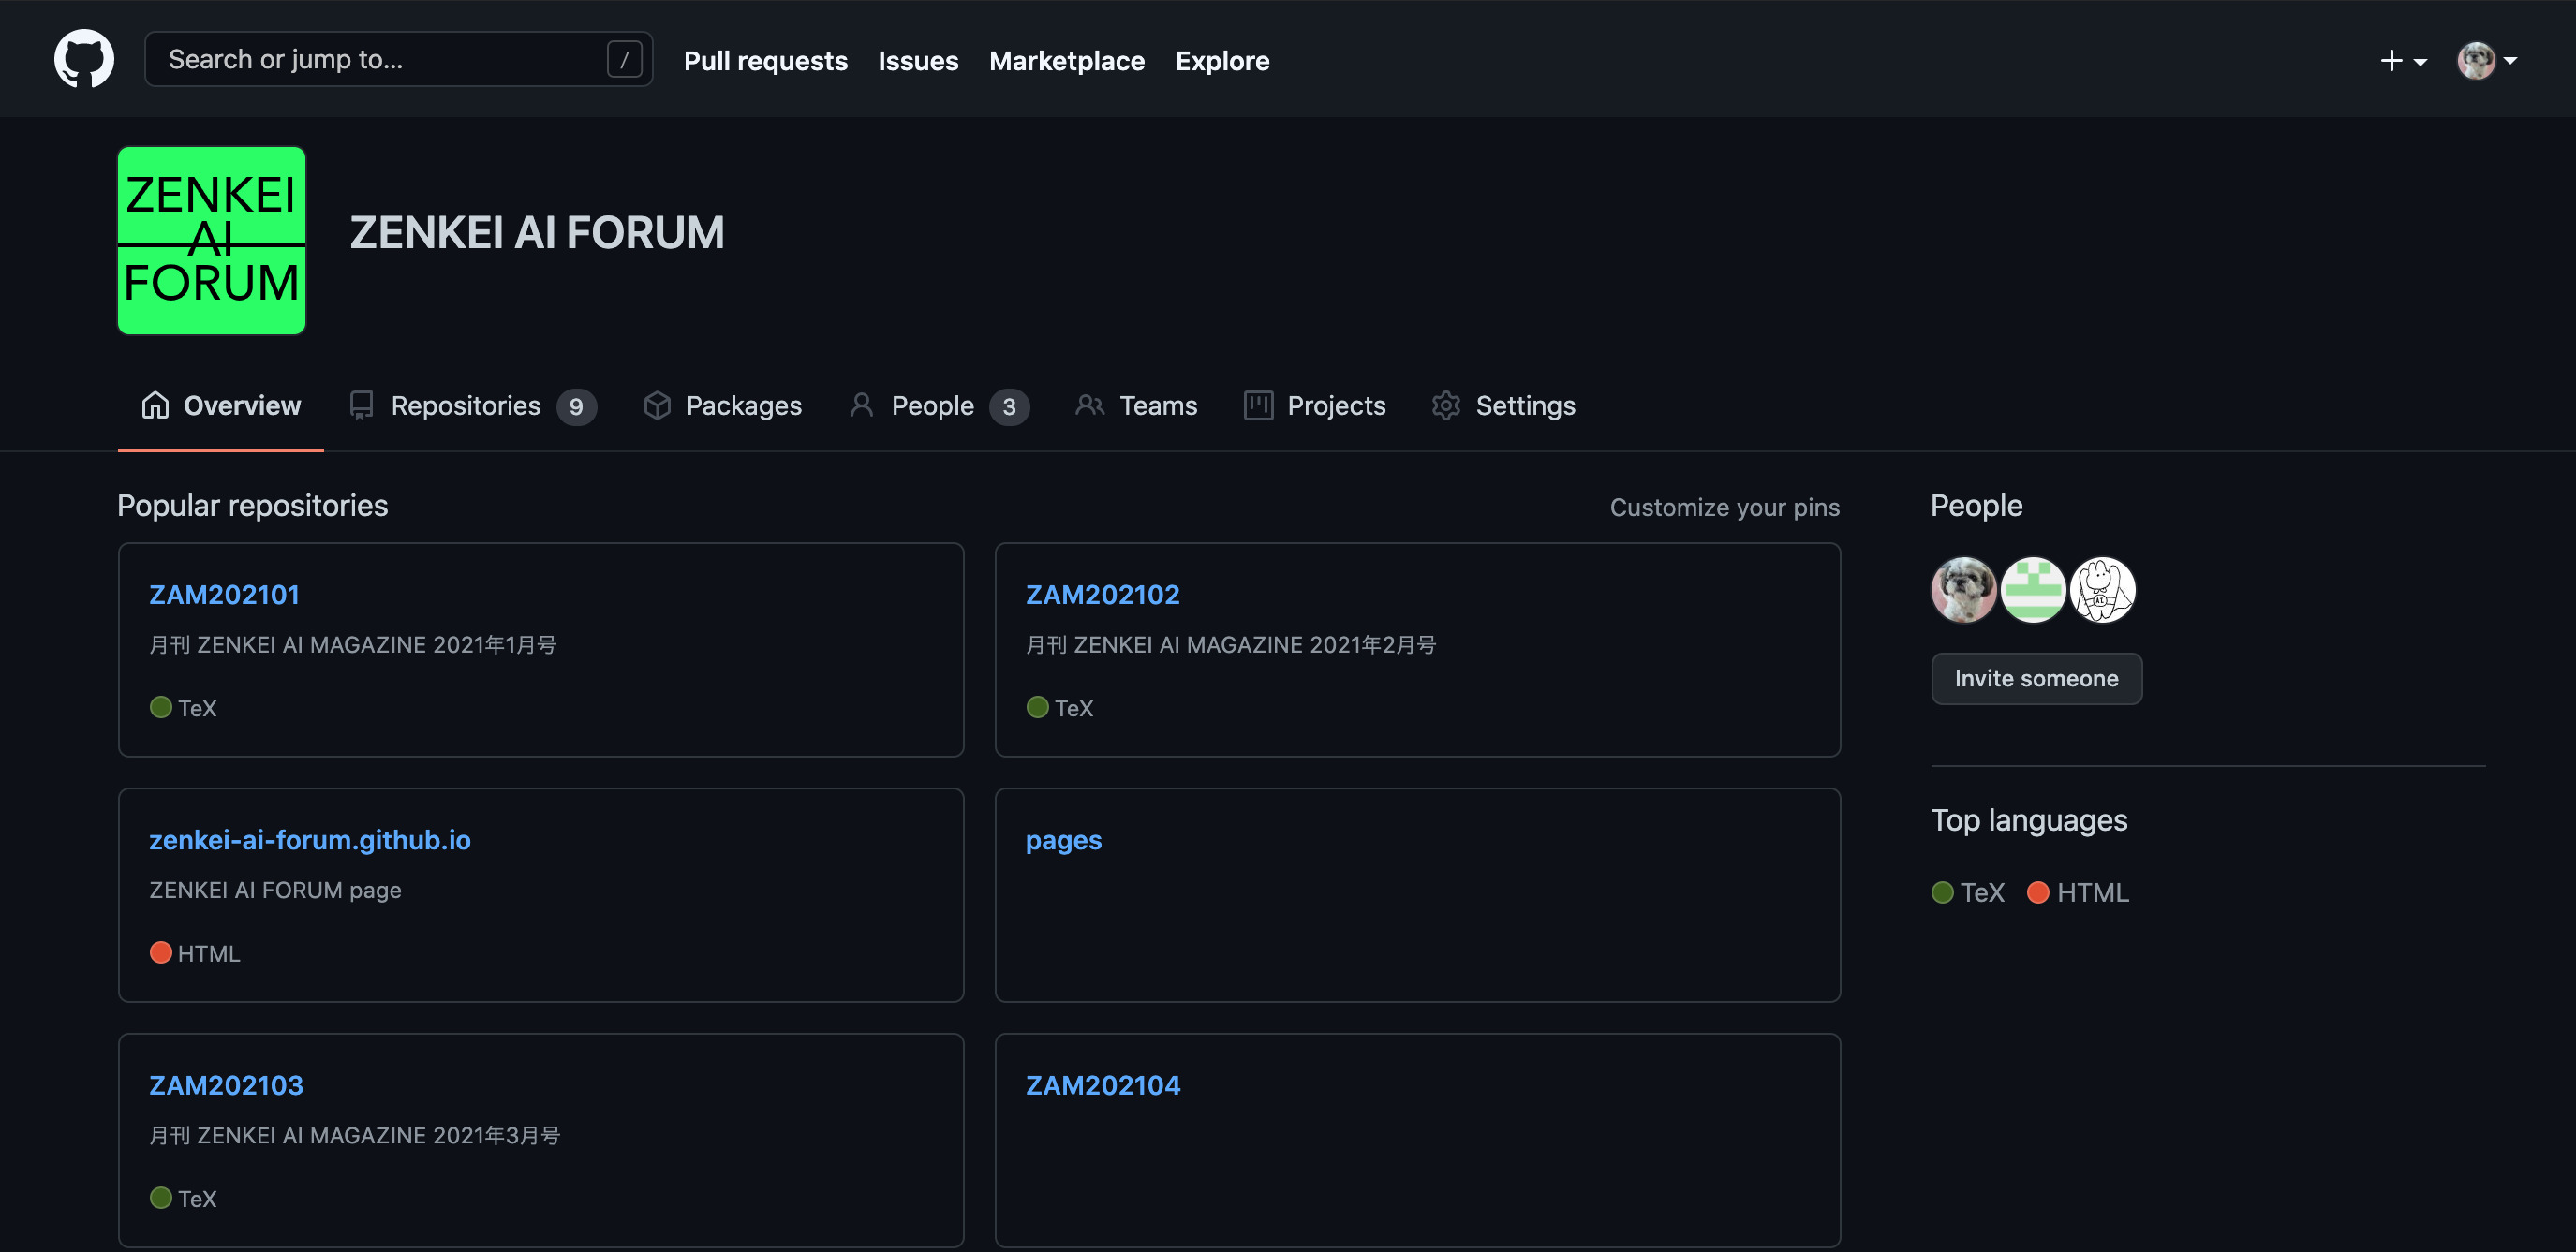 Search or jump to... /
Pull requests Issues Marketplace Explore
ZENKEI
AI
FORUM
ZENKEI AI FORUM
Overview Repositories 9 Packages People 3 Teams Projects Settings
Popular repositories
Customize your pins
ZAM202101
月刊 ZENKEI AI MAGAZINE 2021年1月号
TeX
ZAM202102
月刊 ZENKEI AI MAGAZINE 2021年2月号
TeX
zenkei-ai-forum.github.io
ZENKEI AI FORUM page
HTML
pages
ZAM202103
月刊 ZENKEI AI MAGAZINE 2021年3月号
TeX
ZAM202104
People
A.I.
Invite someone
Top languages
TeX HTML